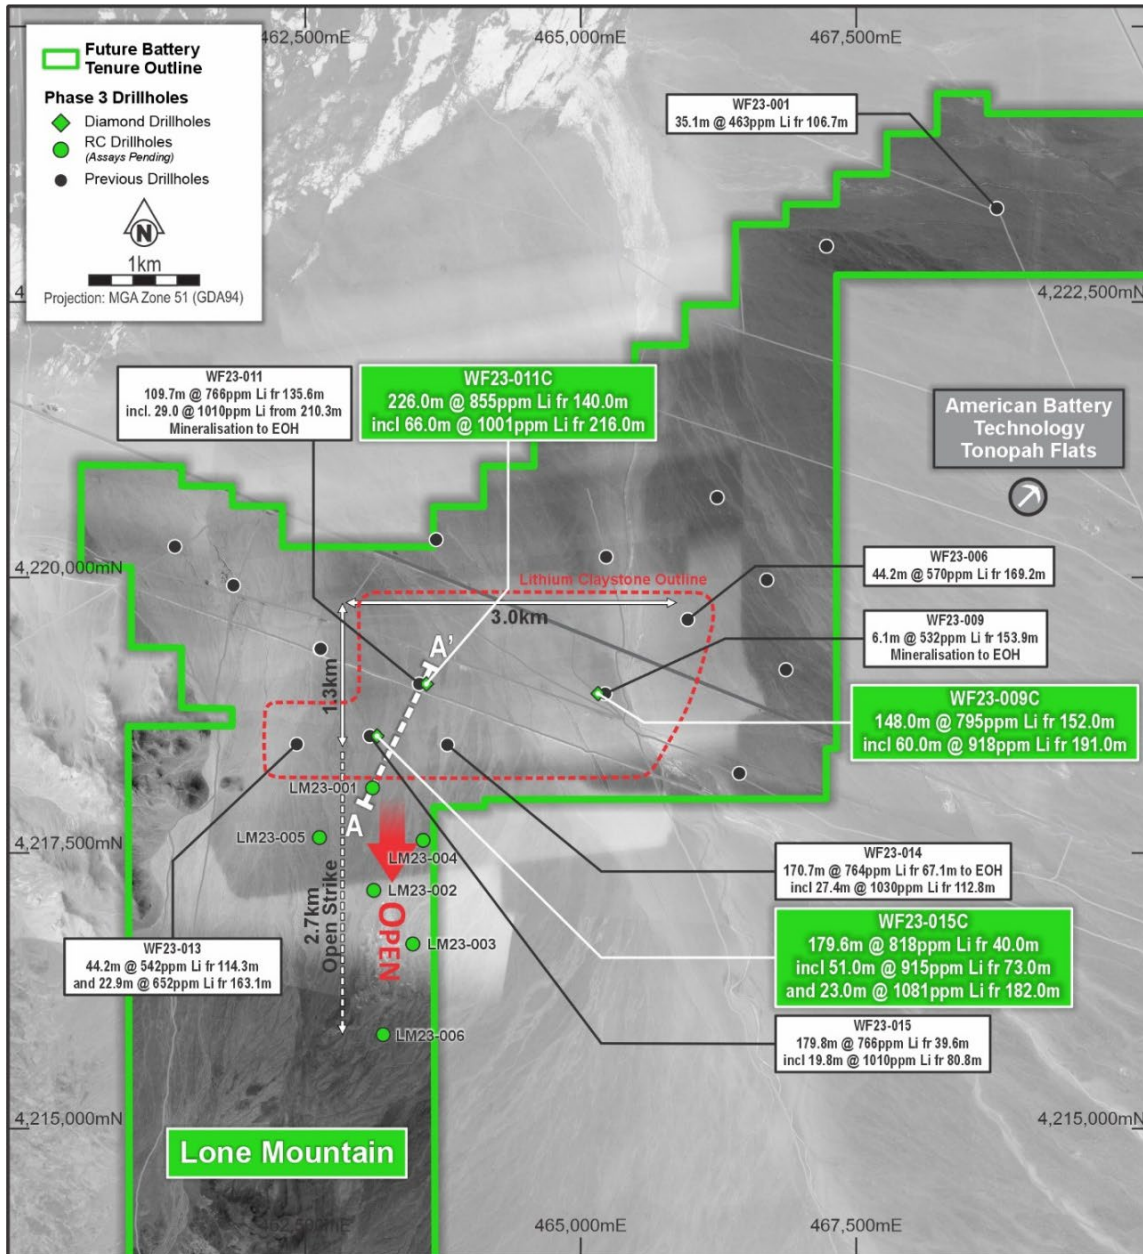 462,500mE
465,000mE
467,500mE
Future Battery
Tenure Outline
Phase 3 Drillholes
Diamond Drillholes
RC Drillholes
(Assays Pending)
Previous Drillholes
N
1km
Projection: MGA Zone 51 (GDA94)
WF23-001
35.1m @ 463ppm Li fr 106.7m
4,222,500mN
WF23-011
109.7m @ 766ppm Li fr 135.6m
incl. 29.0 @ 1010ppm Li from 210.3m
Mineralisation to EOH
WF23-011C
226.0m @ 855ppm Li fr 140.0m
incl 66.0m @ 1001ppm Li fr 216.0m
American Battery
Technology
Tonopah Flats
4,220,000mN
Lithium Claystone Outline
3.0km
1.3km
WF23-006
44.2m @ 570ppm Li fr 169.2m
WF23-009
6.1m @ 532ppm Li fr 153.9m
Mineralisation to EOH
A'
WF23-009C
148.0m @ 795ppm Li fr 152.0m
incl 60.0m @ 918ppm Li fr 191.0m
LM23-001
A
LM23-005
LM23-004
4,217,500mN
LM23-002
OPEN
2.7km
Open Strike
LM23-003
LM23-006
WF23-014
170.7m @ 764ppm Li fr 67.1m to EOH
incl 27.4m @ 1030ppm Li fr 112.8m
WF23-013
44.2m @ 542ppm Li fr 114.3m
and 22.9m @ 652ppm Li fr 163.1m
WF23-015C
179.6m @ 818ppm Li fr 40.0m
incl 51.0m @ 915ppm Li fr 73.0m
and 23.0m @ 1081ppm Li fr 182.0m
WF23-015
179.8m @ 766ppm Li fr 39.6m
incl 19.8m @ 1010ppm Li fr 80.8m
4,215,000mN
4,215,000mN
Lone Mountain
462,500mE
465,000mE
467,500mE